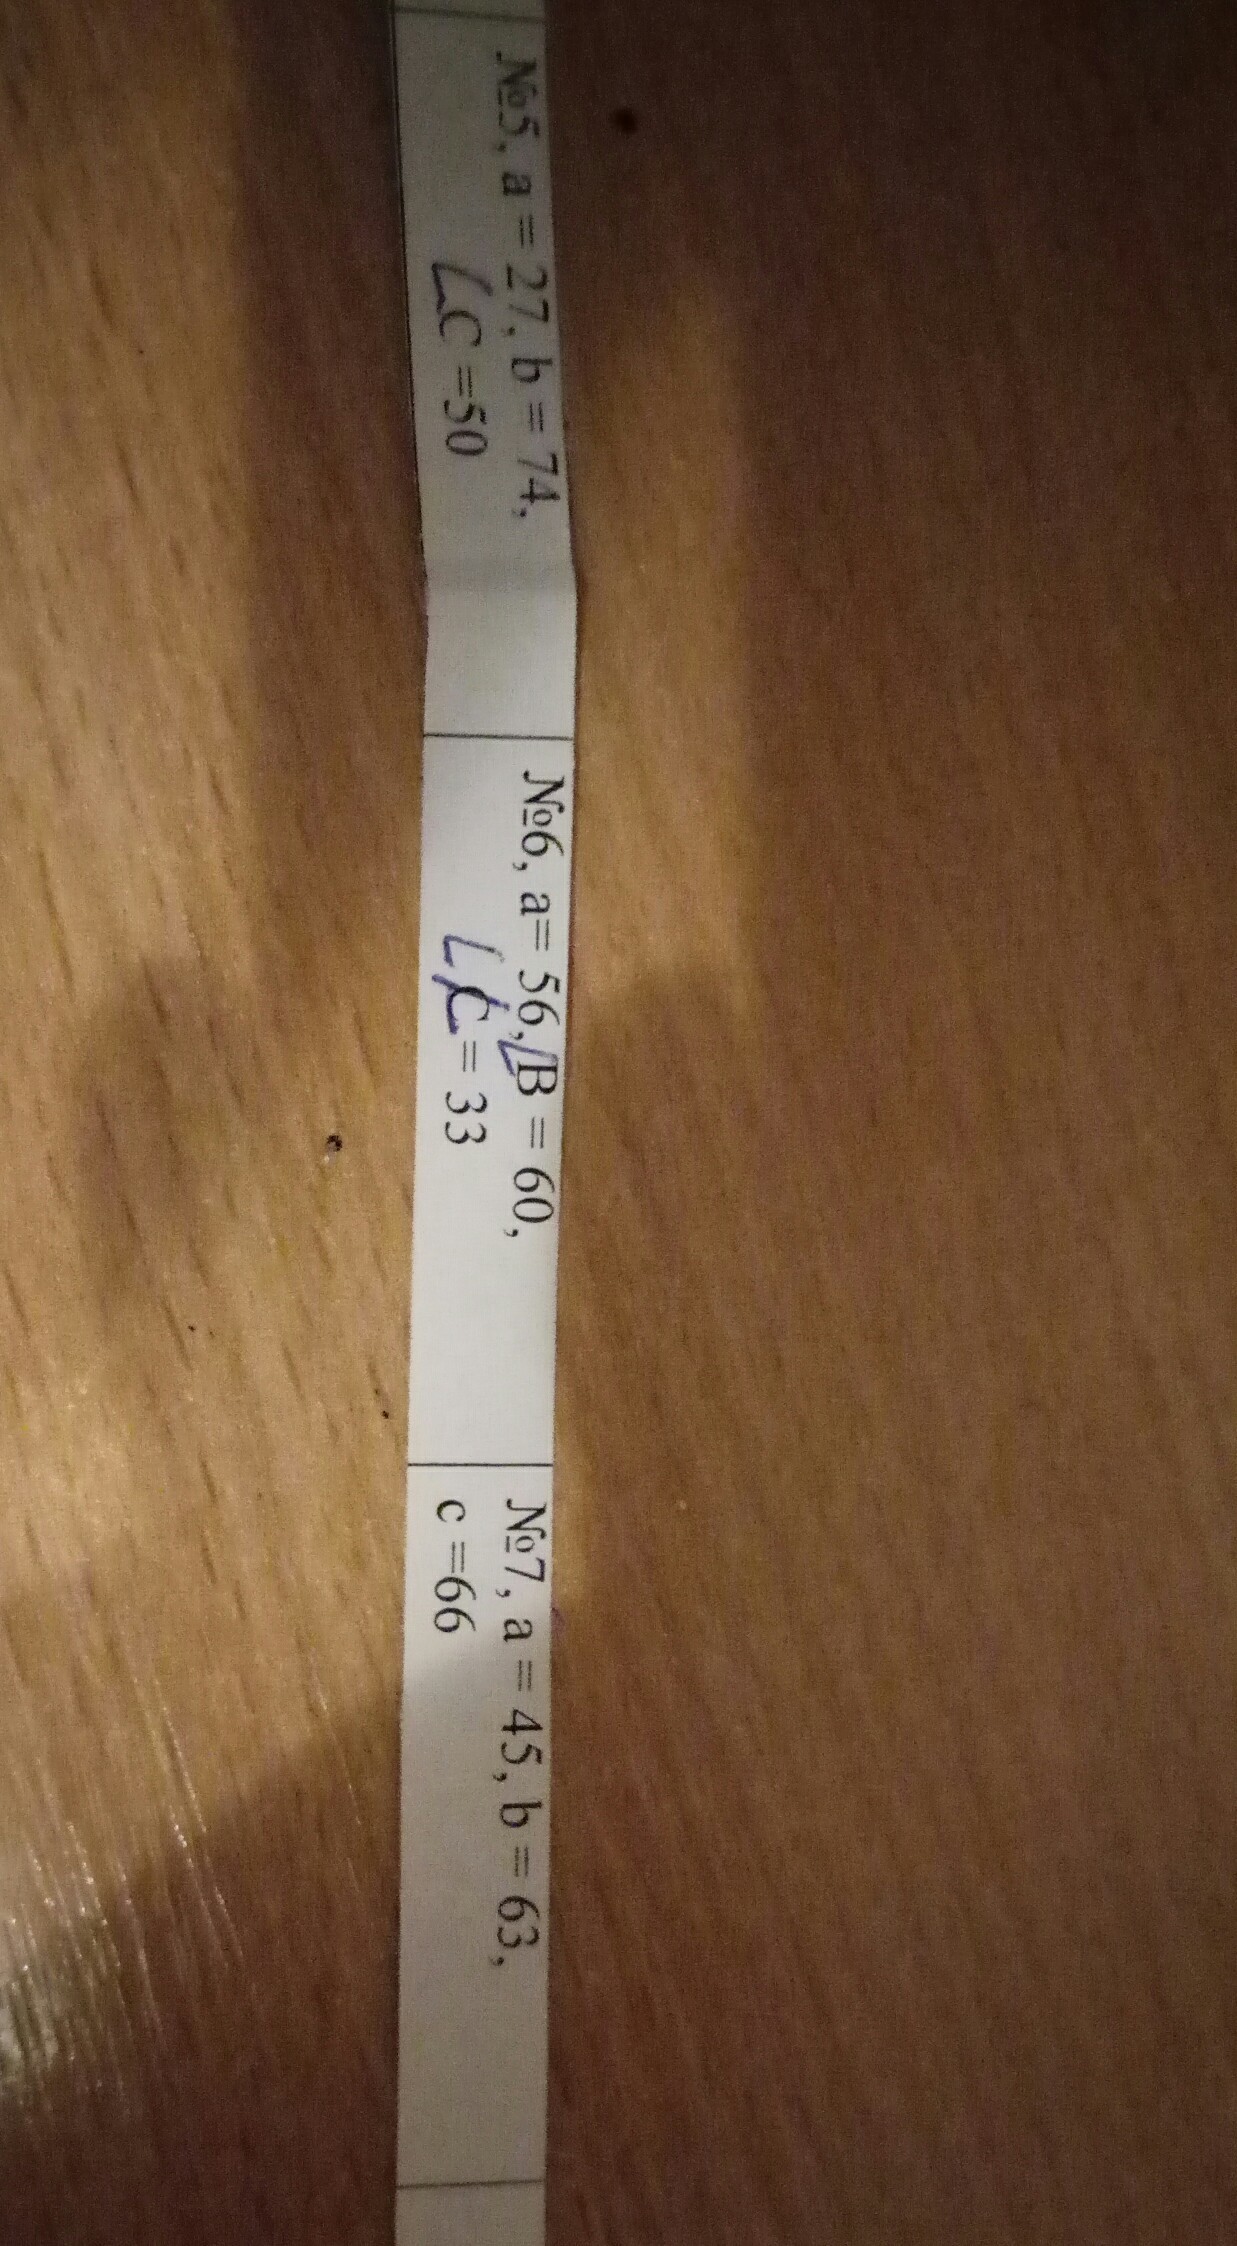 №5, a = 27, b = 74,
∠C =50
№6, a= 56, ∠B = 60,
∠C = 33
№7, a = 45, b = 63,
c =66